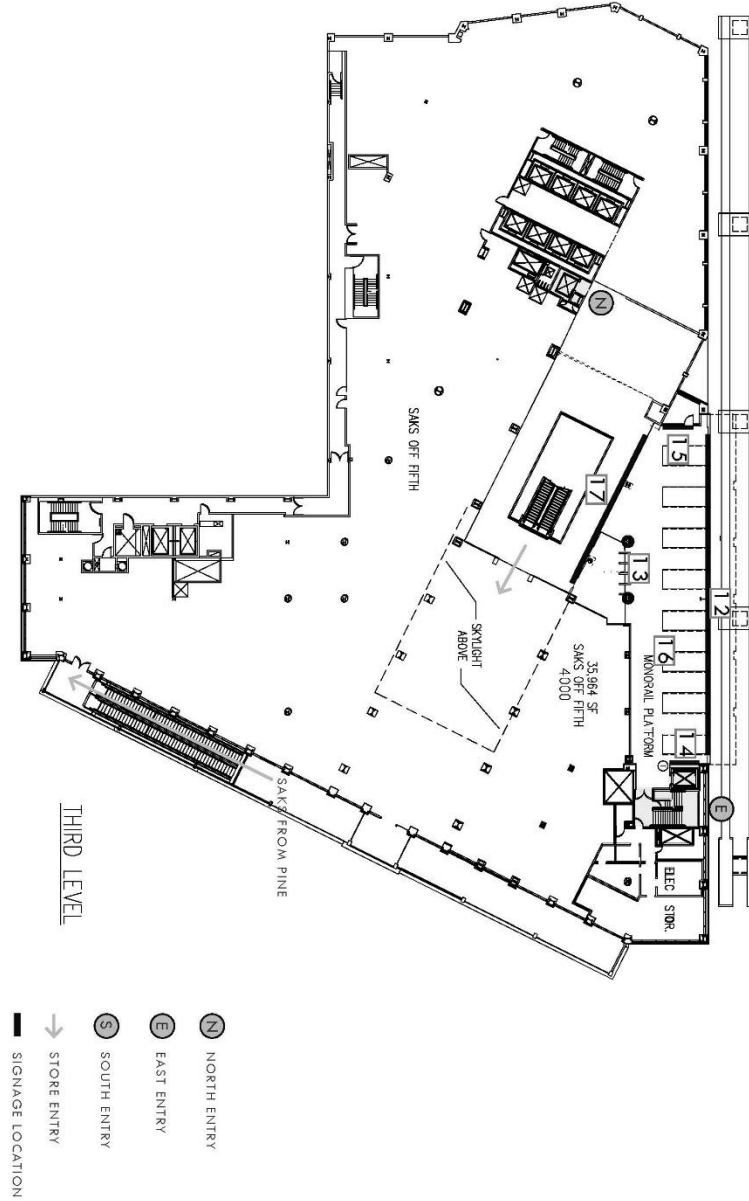 SAKS OFF FIFTH
SKYLIGHT
ABOVE
35,964 SF
SAKS OFF FIFTH
4000
MONORAIL PLATFORM
12
13
14
15
16
17
N
E
ELEC
STOR.
SAKS FROM PINE
THIRD LEVEL
N NORTH ENTRY
E EAST ENTRY
S SOUTH ENTRY
STORE ENTRY
SIGNAGE LOCATION